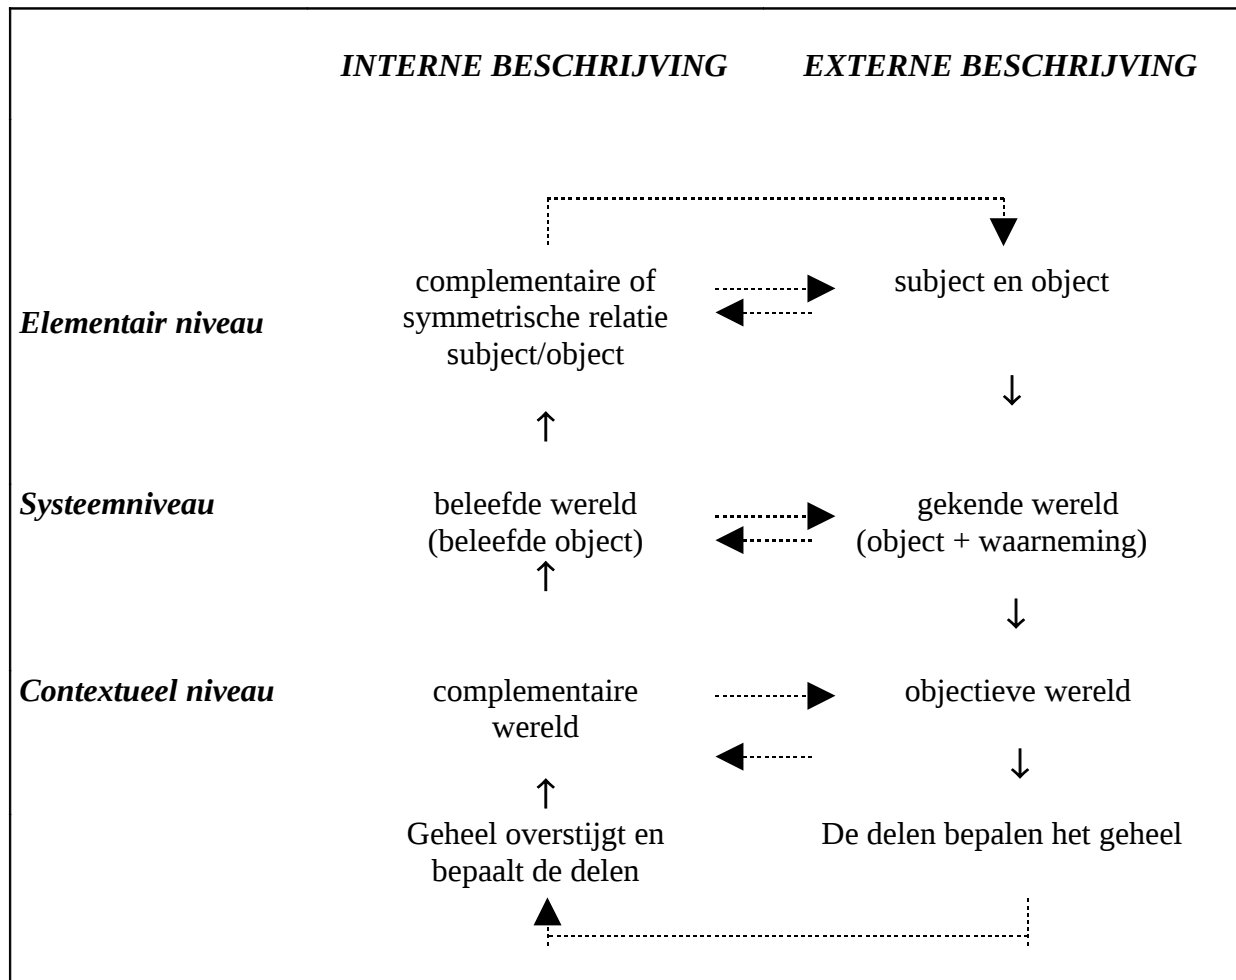 INTERNE BESCHRIJVING EXTERNE BESCHRIJVING
complementaire of subject en object
Elementair niveau symmetrische relatie
subject/object
↓
↑
Systeemniveau beleefde wereld gekende wereld
(beleefde object) (object + waarneming)
↑
↓
Contextueel niveau complementaire objectieve wereld
wereld
↓
↑
Geheel overstijgt en De delen bepalen het geheel
bepaalt de delen